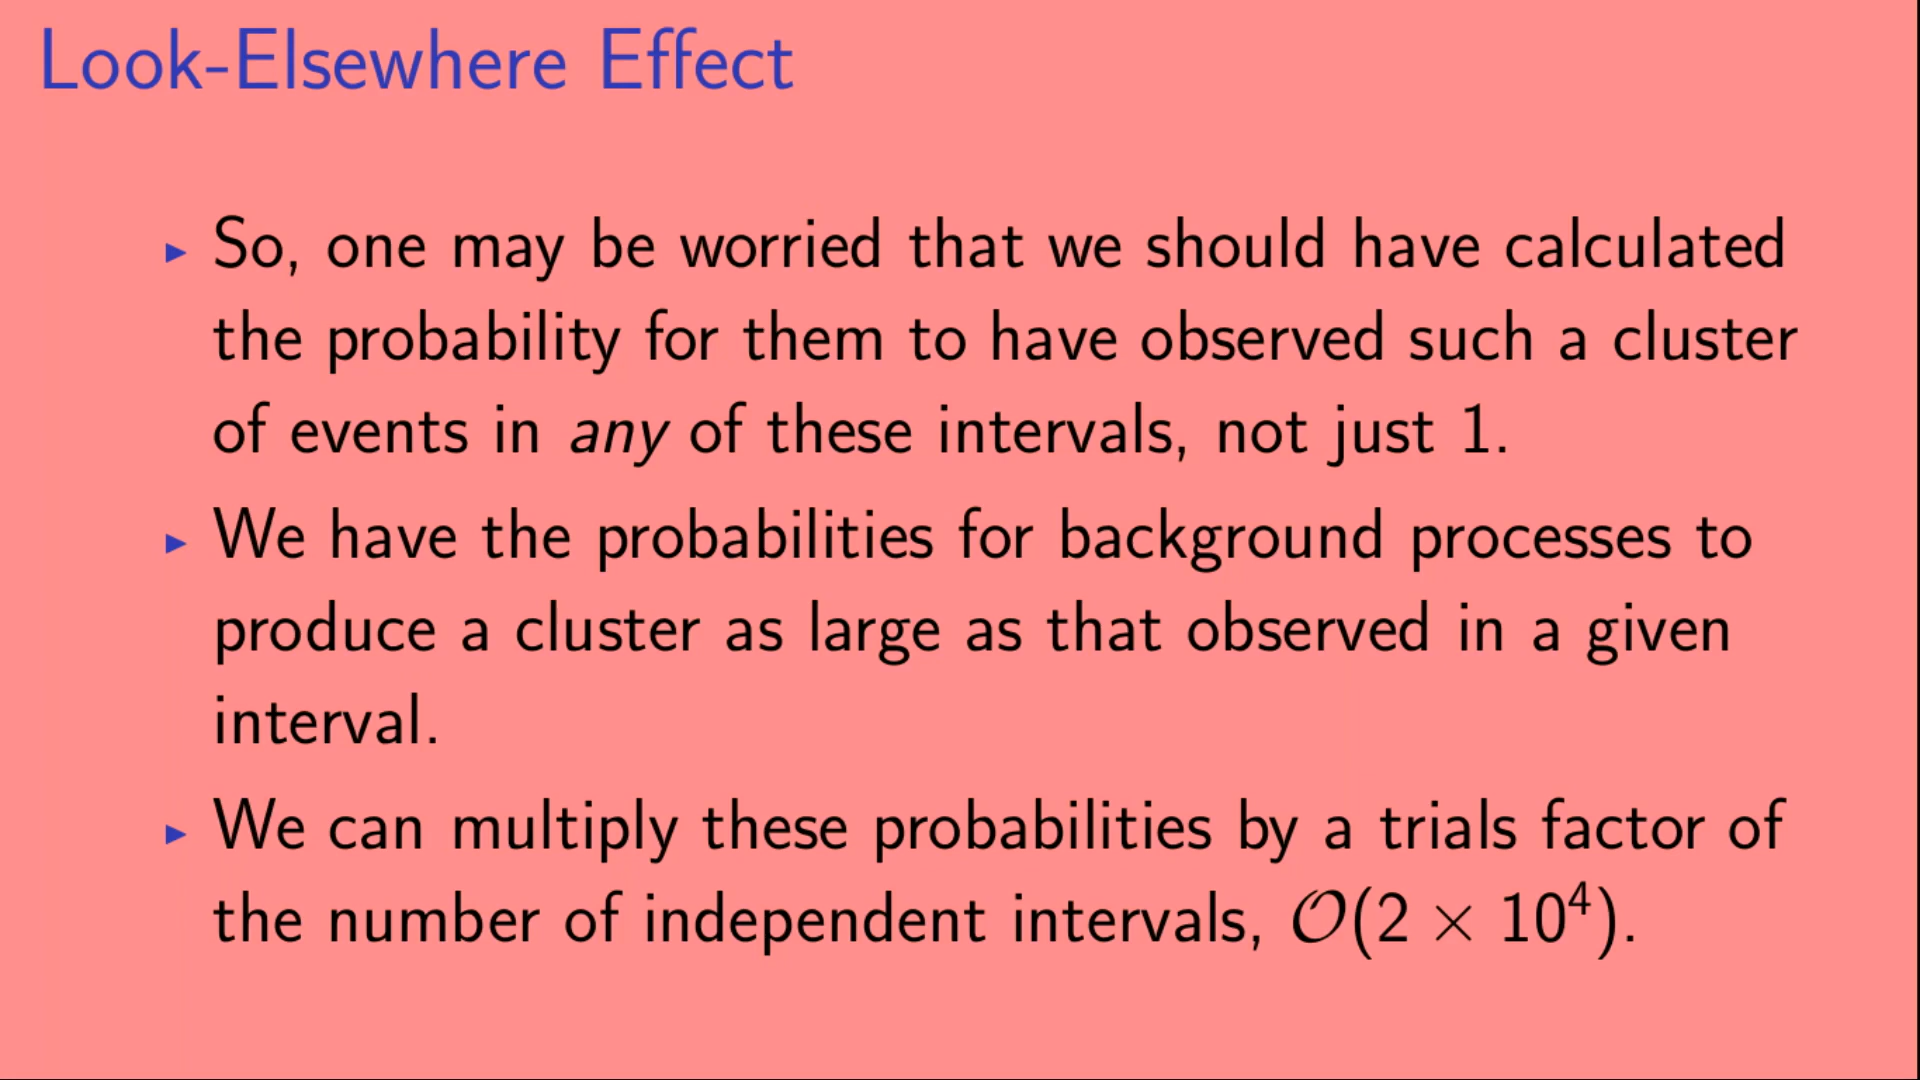 Look-Elsewhere Effect
▸ So, one may be worried that we should have calculated
the probability for them to have observed such a cluster
of events in any of these intervals, not just 1.
▸ We have the probabilities for background processes to
produce a cluster as large as that observed in a given
interval.
▸ We can multiply these probabilities by a trials factor of
the number of independent intervals, 𝒪(2 × 10⁴).